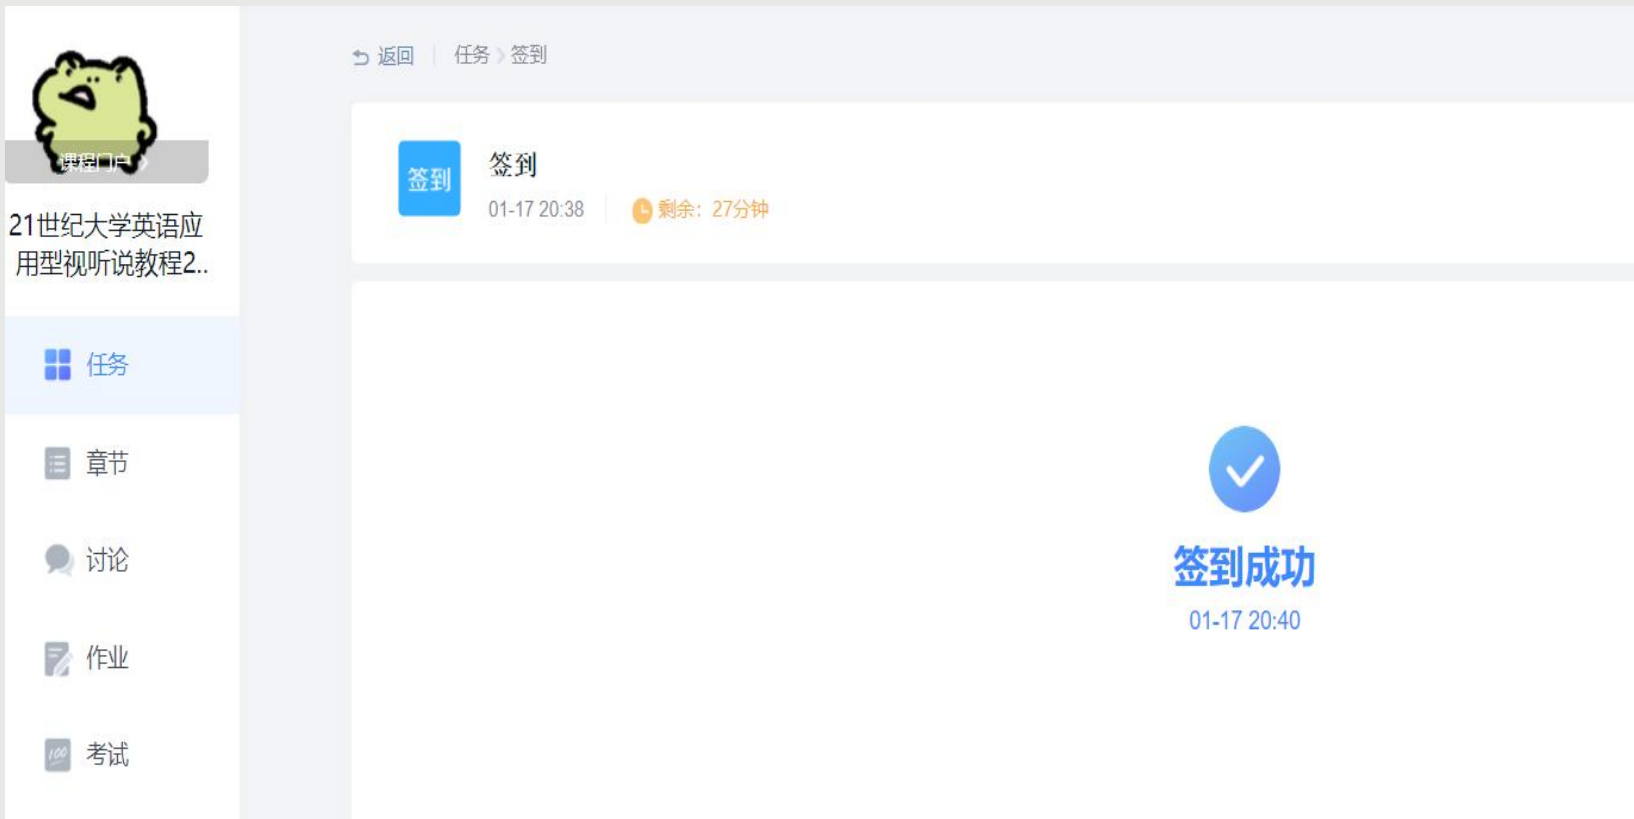 返回
任务
签到
签到
签到
01-17 20:38
剩余：27分钟
课程门户
21世纪大学英语应
用型视听说教程2..
任务
章节
讨论
作业
100
考试
签到成功
01-17 20:40